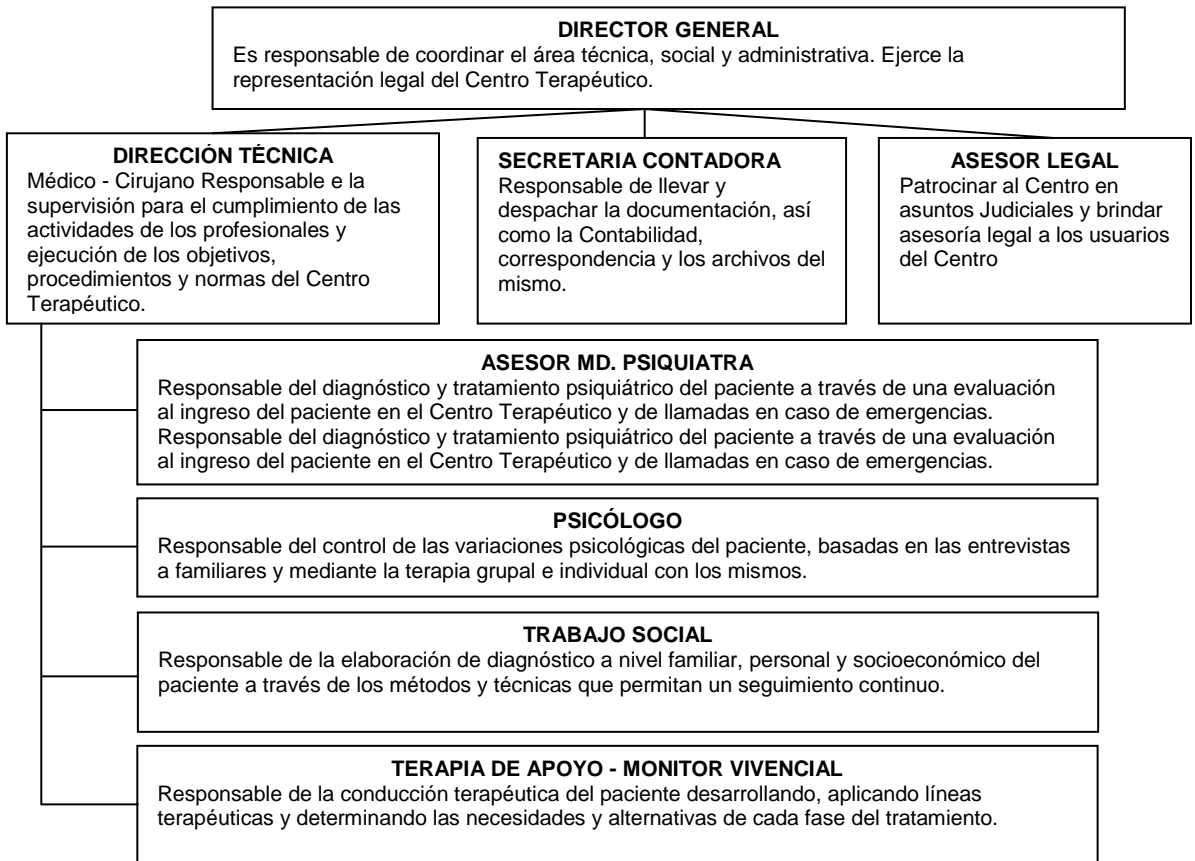 DIRECTOR GENERAL
Es responsable de coordinar el área técnica, social y administrativa. Ejerce la
representación legal del Centro Terapéutico.
DIRECCIÓN TÉCNICA
Médico - Cirujano Responsable e la
supervisión para el cumplimiento de las
actividades de los profesionales y
ejecución de los objetivos,
procedimientos y normas del Centro
Terapéutico.
SECRETARIA CONTADORA
Responsable de llevar y
despachar la documentación, así
como la Contabilidad,
correspondencia y los archivos del
mismo.
ASESOR LEGAL
Patrocinar al Centro en
asuntos Judiciales y brindar
asesoría legal a los usuarios
del Centro
ASESOR MD. PSIQUIATRA
Responsable del diagnóstico y tratamiento psiquiátrico del paciente a través de una evaluación
al ingreso del paciente en el Centro Terapéutico y de llamadas en caso de emergencias.
Responsable del diagnóstico y tratamiento psiquiátrico del paciente a través de una evaluación
al ingreso del paciente en el Centro Terapéutico y de llamadas en caso de emergencias.
PSICÓLOGO
Responsable del control de las variaciones psicológicas del paciente, basadas en las entrevistas
a familiares y mediante la terapia grupal e individual con los mismos.
TRABAJO SOCIAL
Responsable de la elaboración de diagnóstico a nivel familiar, personal y socioeconómico del
paciente a través de los métodos y técnicas que permitan un seguimiento continuo.
TERAPIA DE APOYO - MONITOR VIVENCIAL
Responsable de la conducción terapéutica del paciente desarrollando, aplicando líneas
terapéuticas y determinando las necesidades y alternativas de cada fase del tratamiento.